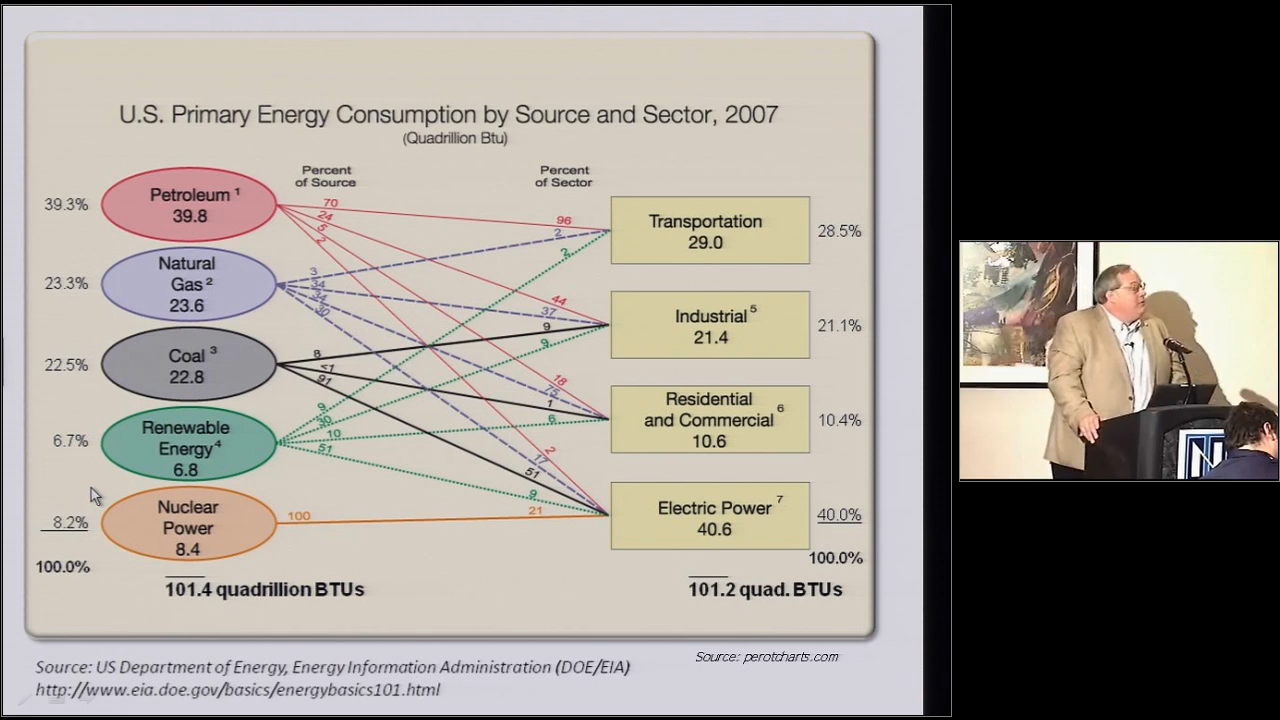 U.S. Primary Energy Consumption by Source and Sector, 2007
(Quadrillion Btu)
Percent
of Source
Percent
of Sector
39.3%
Petroleum 1
39.8
23.3%
Natural
Gas 2
23.6
22.5%
Coal 3
22.8
6.7%
Renewable
Energy 4
6.8
8.2%
Nuclear
Power
8.4
100.0%
101.4 quadrillion BTUs
70
24
5
2
3
34
34
30
8
<1
91
9
30
10
51
100
96
2
2
44
37
9
9
18
75
1
6
2
17
51
9
21
Transportation
29.0
28.5%
Industrial 5
21.4
21.1%
Residential
and Commercial 6
10.6
10.4%
Electric Power 7
40.6
40.0%
100.0%
101.2 quad. BTUs
Source: US Department of Energy, Energy Information Administration (DOE/EIA)
http://www.eia.doe.gov/basics/energybasics101.html
Source: perotcharts.com